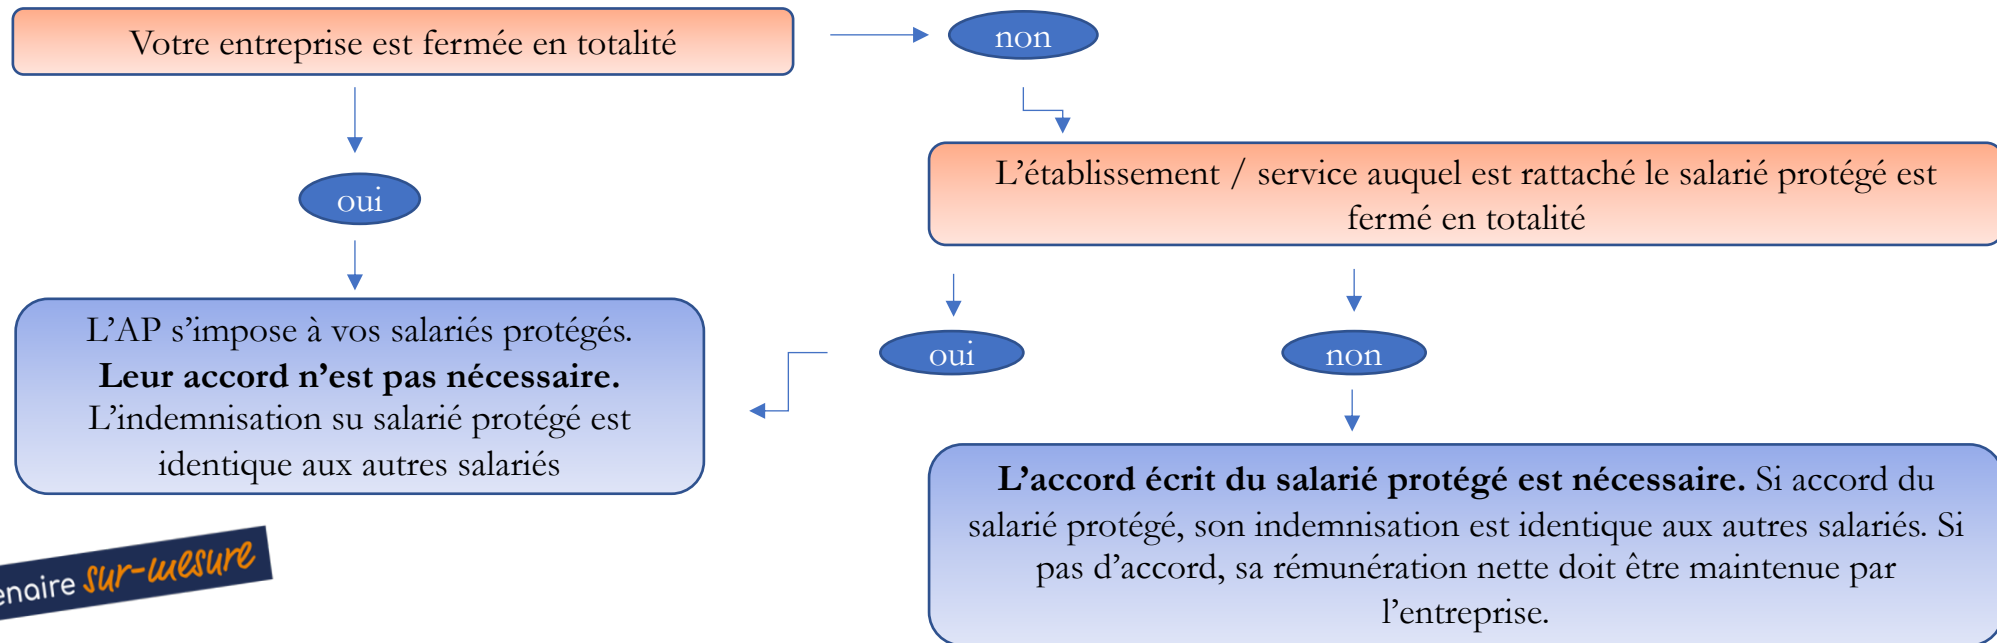 Votre entreprise est fermée en totalité
non
oui
L'établissement / service auquel est rattaché le salarié protégé est
fermé en totalité
L'AP s'impose à vos salariés protégés.
Leur accord n'est pas nécessaire.
L'indemnisation su salarié protégé est
identique aux autres salariés
oui
non
L'accord écrit du salarié protégé est nécessaire. Si accord du
salarié protégé, son indemnisation est identique aux autres salariés. Si
pas d'accord, sa rémunération nette doit être maintenue par
l'entreprise.
enaire sur-mesure